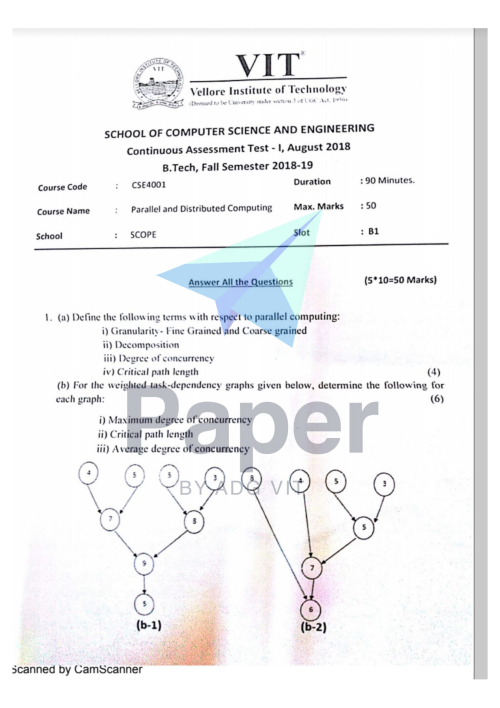 VIT
VIT®
Vellore Institute of Technology
(Deemed to be University under section 3 of UGC Act, 1956)
SCHOOL OF COMPUTER SCIENCE AND ENGINEERING
Continuous Assessment Test - I, August 2018
B.Tech, Fall Semester 2018-19
Course Code : CSE4001 Duration : 90 Minutes.
Course Name : Parallel and Distributed Computing Max. Marks : 50
School : SCOPE Slot : B1
Answer All the Questions (5*10=50 Marks)
1. (a) Define the following terms with respect to parallel computing:
i) Granularity- Fine Grained and Coarse grained
ii) Decomposition
iii) Degree of concurrency
iv) Critical path length (4)
(b) For the weighted task-dependency graphs given below, determine the following for
each graph: (6)
i) Maximum degree of concurrency
ii) Critical path length
iii) Average degree of concurrency
Paper
BY ADG VIT
4 5 5 3 4 5 3
7 5
9 7
5 6
(b-1) (b-2)
Scanned by CamScanner